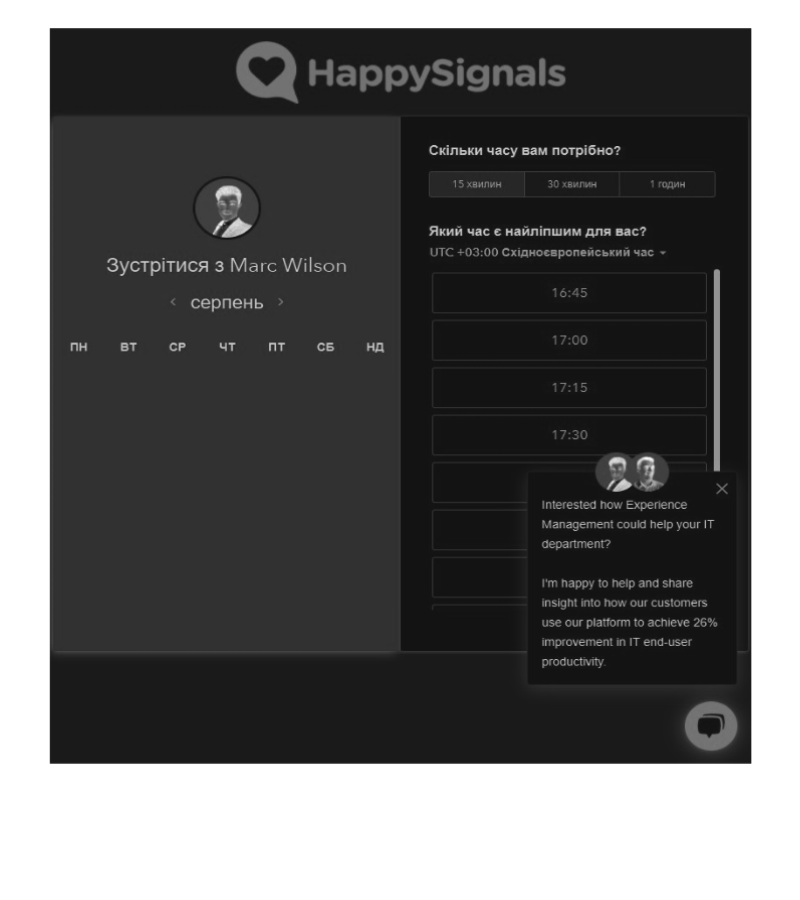 HappySignals
Зустрітися з Marc Wilson
серпень
ПН ВТ СР ЧТ ПТ СБ НД
Скільки часу вам потрібно?
15 хвилин 30 хвилин 1 годин
Який час є найліпшим для вас?
UTC +03:00 Східноєвропейський час
16:45
17:00
17:15
17:30
Interested how Experience
Management could help your IT
department?
I'm happy to help and share
insight into how our customers
use our platform to achieve 26%
improvement in IT end-user
productivity.